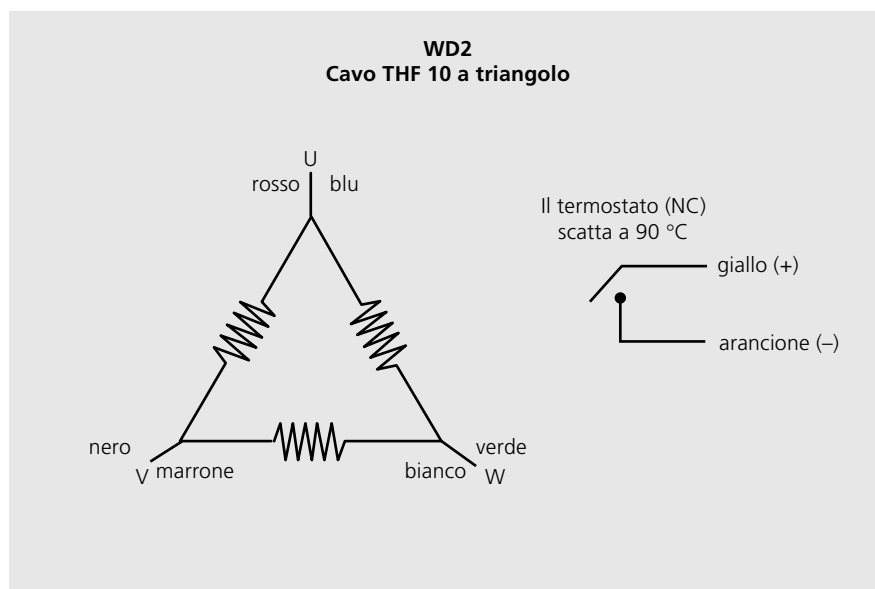 WD2
Cavo THF 10 a triangolo
U
rosso blu
Il termostato (NC)
scatta a 90 °C
giallo (+)
arancione (–)
nero
V marrone
verde
bianco W